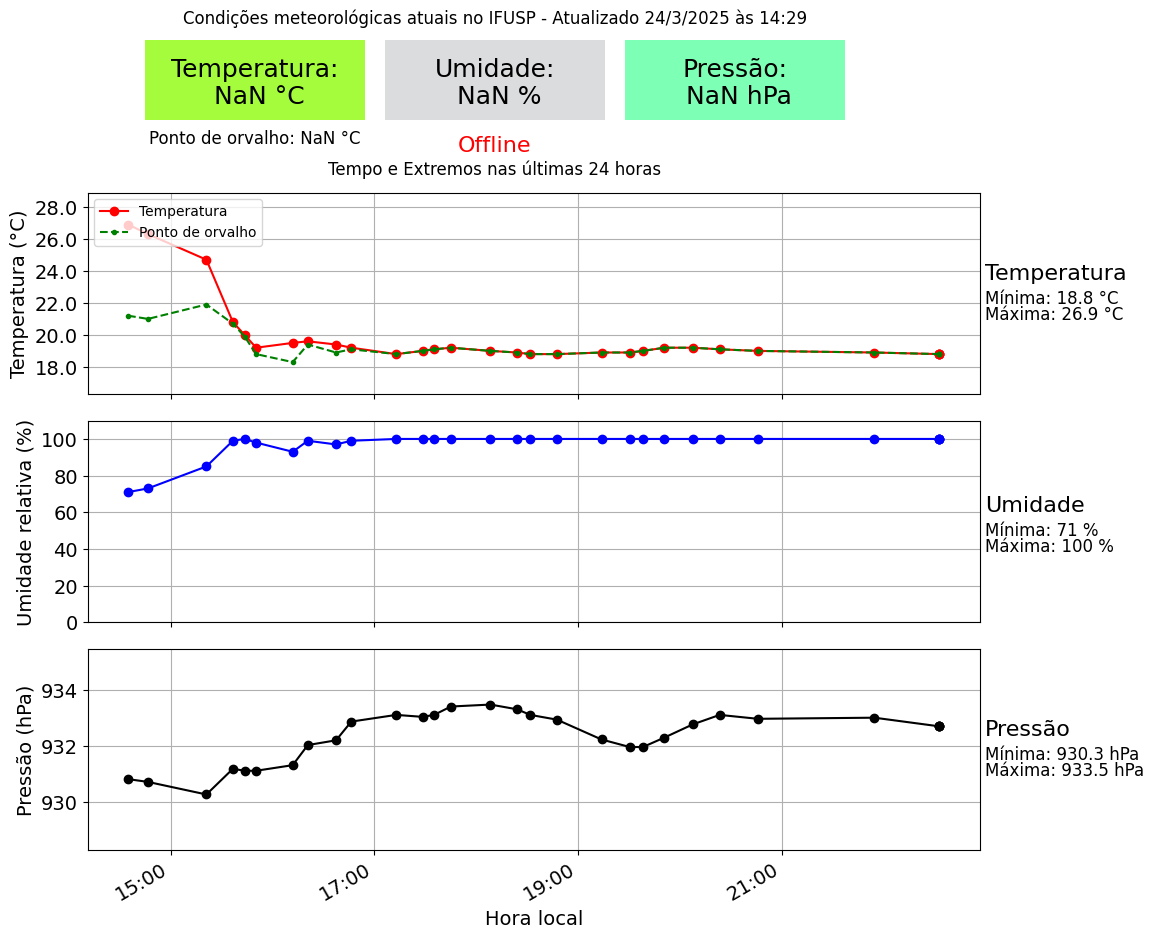 Condições meteorológicas atuais no IFUSP - Atualizado 24/3/2025 às 14:29
Temperatura:
NaN °C
Umidade:
NaN %
Pressão:
NaN hPa
Ponto de orvalho: NaN °C
Offline
Tempo e Extremos nas últimas 24 horas
Temperatura (°C)
28.0
26.0
24.0
22.0
20.0
18.0
Temperatura
Ponto de orvalho
Temperatura
Mínima: 18.8 °C
Máxima: 26.9 °C
Umidade relativa (%)
100
80
60
40
20
0
Umidade
Mínima: 71 %
Máxima: 100 %
Pressão (hPa)
934
932
930
Pressão
Mínima: 930.3 hPa
Máxima: 933.5 hPa
15:00
17:00
19:00
21:00
Hora local